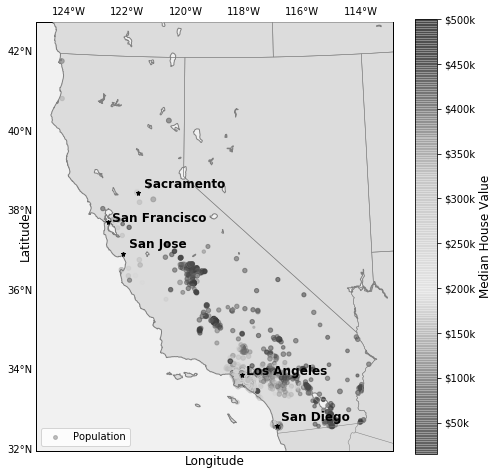 124°W 122°W 120°W 118°W 116°W 114°W
42°N
40°N
38°N
36°N
34°N
32°N
Latitude
Sacramento
San Francisco
San Jose
Los Angeles
San Diego
Population
Longitude
$500k
$450k
$400k
$350k
$300k
$250k
$200k
$150k
$100k
$50k
Median House Value